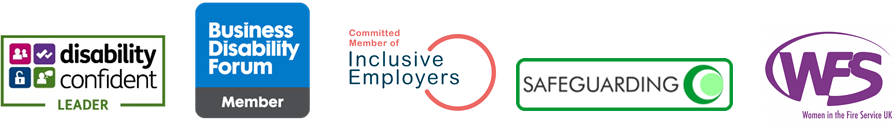 disability
confident
LEADER
Business
Disability
Forum
Member
Committed
Member of
Inclusive
Employers
SAFEGUARDING
WFS
Women in the Fire Service UK